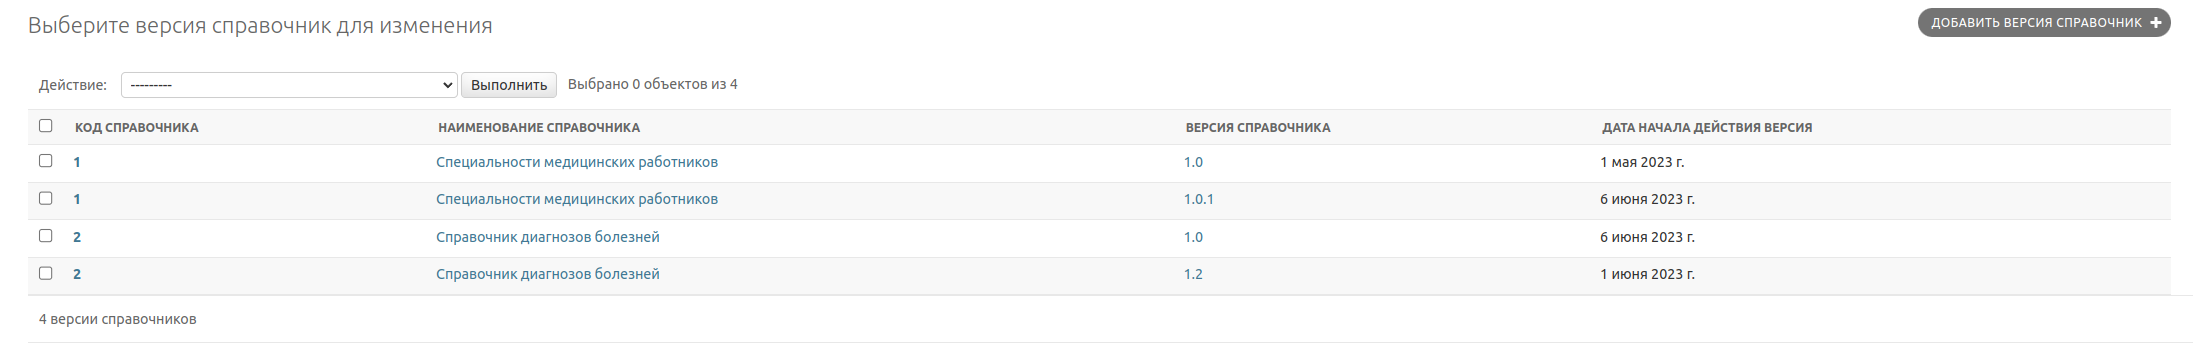 Выберите версия справочник для изменения
ДОБАВИТЬ ВЕРСИЯ СПРАВОЧНИК +
Действие: --------- Выполнить Выбрано 0 объектов из 4
КОД СПРАВОЧНИКА НАИМЕНОВАНИЕ СПРАВОЧНИКА ВЕРСИЯ СПРАВОЧНИКА ДАТА НАЧАЛА ДЕЙСТВИЯ ВЕРСИЯ
1 Специальности медицинских работников 1.0 1 мая 2023 г.
1 Специальности медицинских работников 1.0.1 6 июня 2023 г.
2 Справочник диагнозов болезней 1.0 6 июня 2023 г.
2 Справочник диагнозов болезней 1.2 1 июня 2023 г.
4 версии справочников